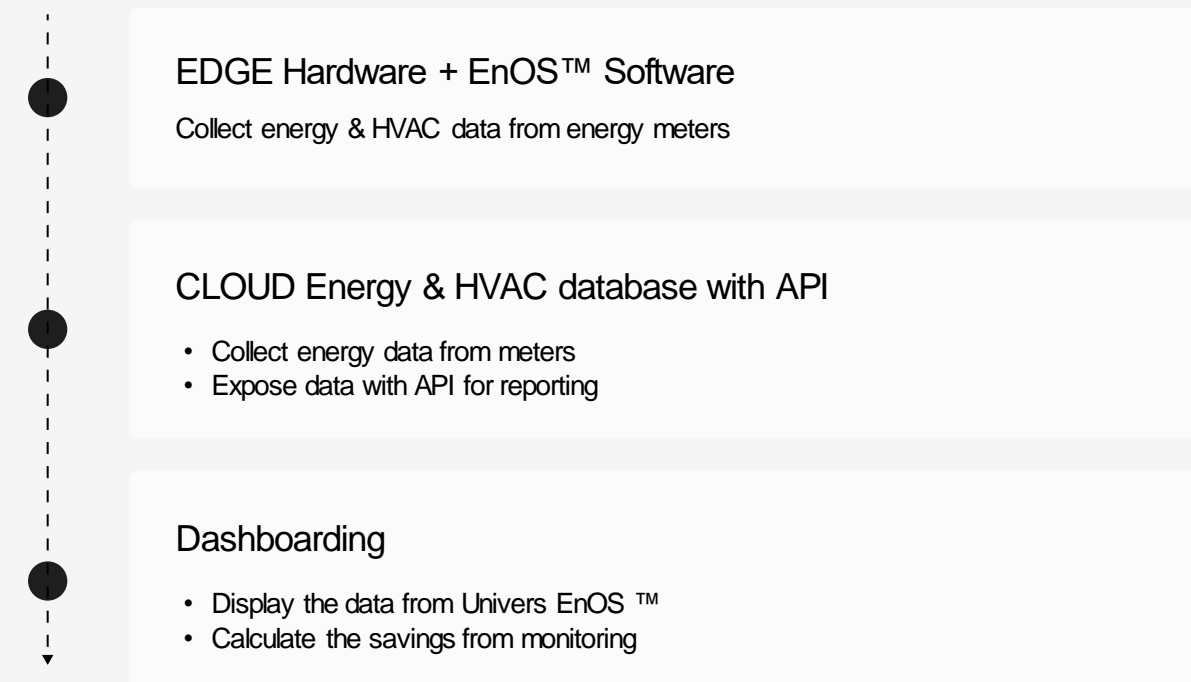 EDGE Hardware + EnOS™ Software
Collect energy & HVAC data from energy meters
CLOUD Energy & HVAC database with API
• Collect energy data from meters
• Expose data with API for reporting
Dashboarding
• Display the data from Univers EnOS ™
• Calculate the savings from monitoring